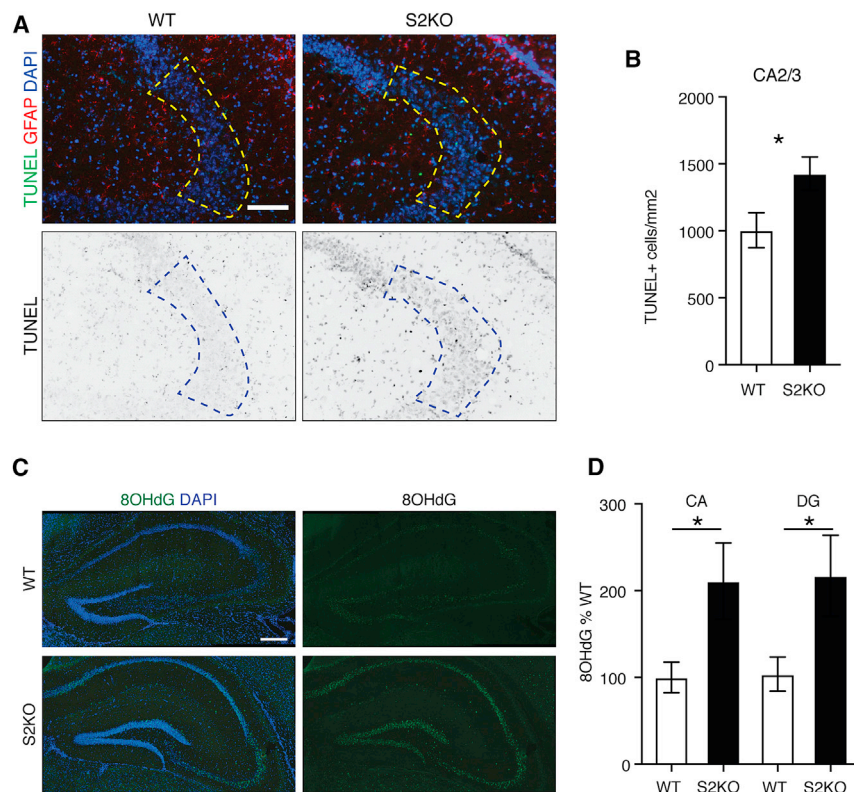 A
WT
S2KO
TUNEL GFAP DAPI
TUNEL
B
CA2/3
TUNEL+ cells/mm2
2000
1500
1000
500
0
*
WT
S2KO
C
8OHdG DAPI
8OHdG
WT
S2KO
D
8OHdG % WT
300
200
100
0
CA
DG
*
*
WT
S2KO
WT
S2KO